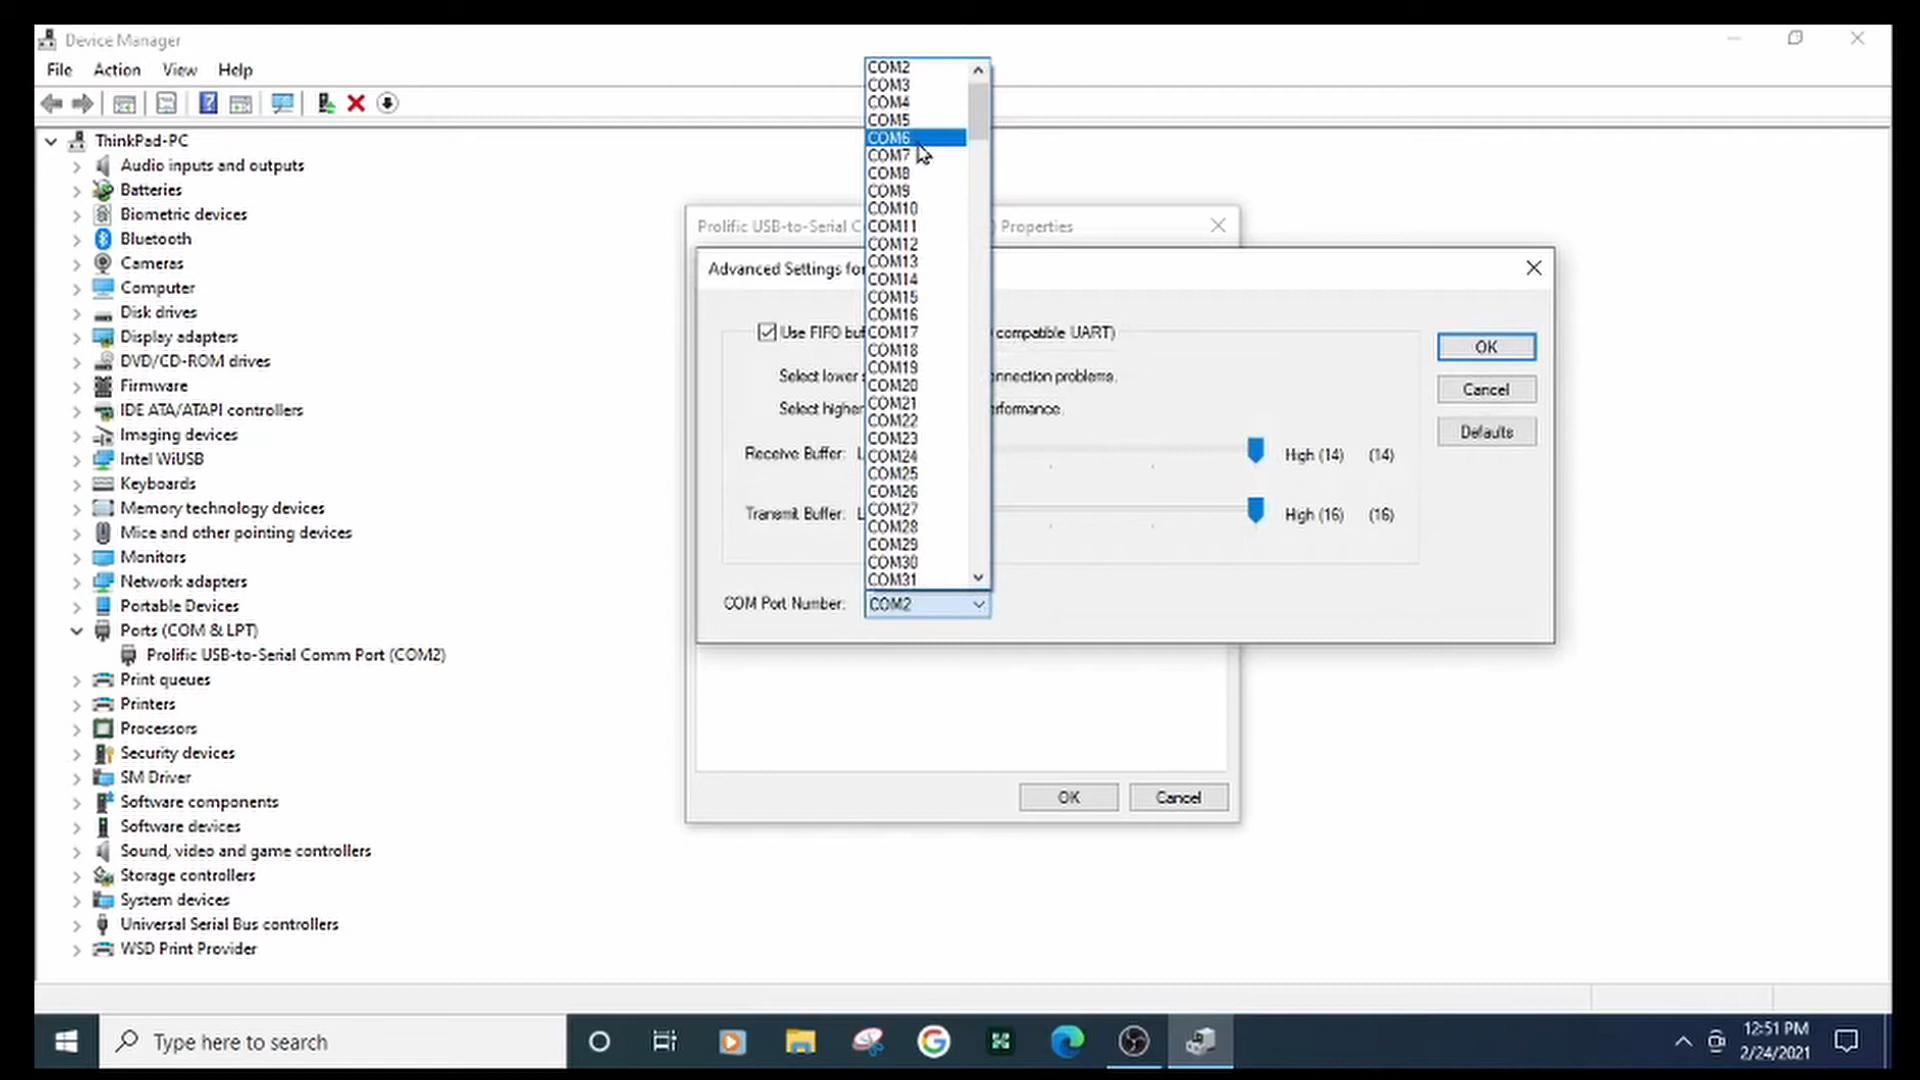 Device Manager
File Action View Help
ThinkPad-PC
Audio inputs and outputs
Batteries
Biometric devices
Bluetooth
Cameras
Computer
Disk drives
Display adapters
DVD/CD-ROM drives
Firmware
IDE ATA/ATAPI controllers
Imaging devices
Intel WiUSB
Keyboards
Memory technology devices
Mice and other pointing devices
Monitors
Network adapters
Portable Devices
Ports (COM & LPT)
Prolific USB-to-Serial Comm Port (COM2)
Print queues
Printers
Processors
Security devices
SM Driver
Software components
Software devices
Sound, video and game controllers
Storage controllers
System devices
Universal Serial Bus controllers
WSD Print Provider
Prolific USB-to-Serial C Properties
Advanced Settings for
Use FIFO buf compatible UART)
Select lower nnection problems.
Select higher erformance.
Receive Buffer: L High (14) (14)
Transmit Buffer: L High (16) (16)
COM Port Number: COM2
OK
Cancel
Defaults
COM2
COM3
COM4
COM5
COM6
COM7
COM8
COM9
COM10
COM11
COM12
COM13
COM14
COM15
COM16
COM17
COM18
COM19
COM20
COM21
COM22
COM23
COM24
COM25
COM26
COM27
COM28
COM29
COM30
COM31
OK Cancel
Type here to search
12:51 PM
2/24/2021